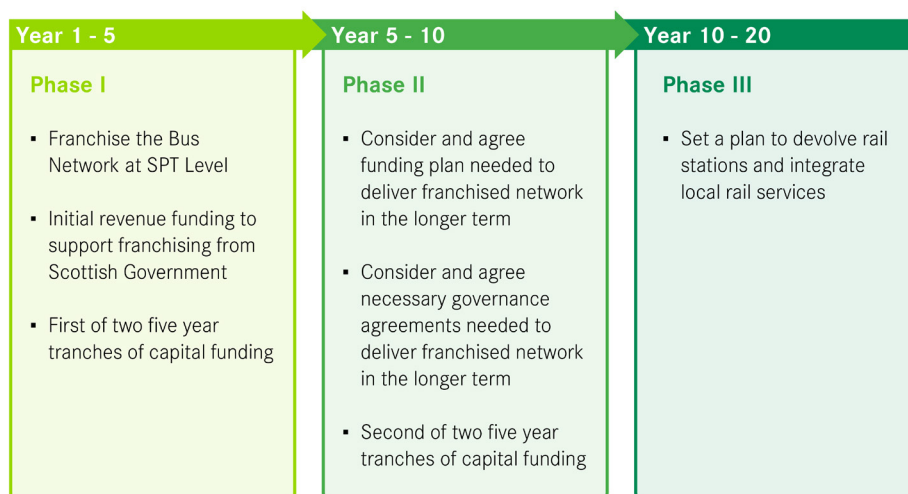 Year 1 - 5
Phase I
▪ Franchise the Bus
Network at SPT Level
▪ Initial revenue funding to
support franchising from
Scottish Government
▪ First of two five year
tranches of capital funding
Year 5 - 10
Phase II
▪ Consider and agree
funding plan needed to
deliver franchised network
in the longer term
▪ Consider and agree
necessary governance
agreements needed to
deliver franchised network
in the longer term
▪ Second of two five year
tranches of capital funding
Year 10 - 20
Phase III
▪ Set a plan to devolve rail
stations and integrate
local rail services